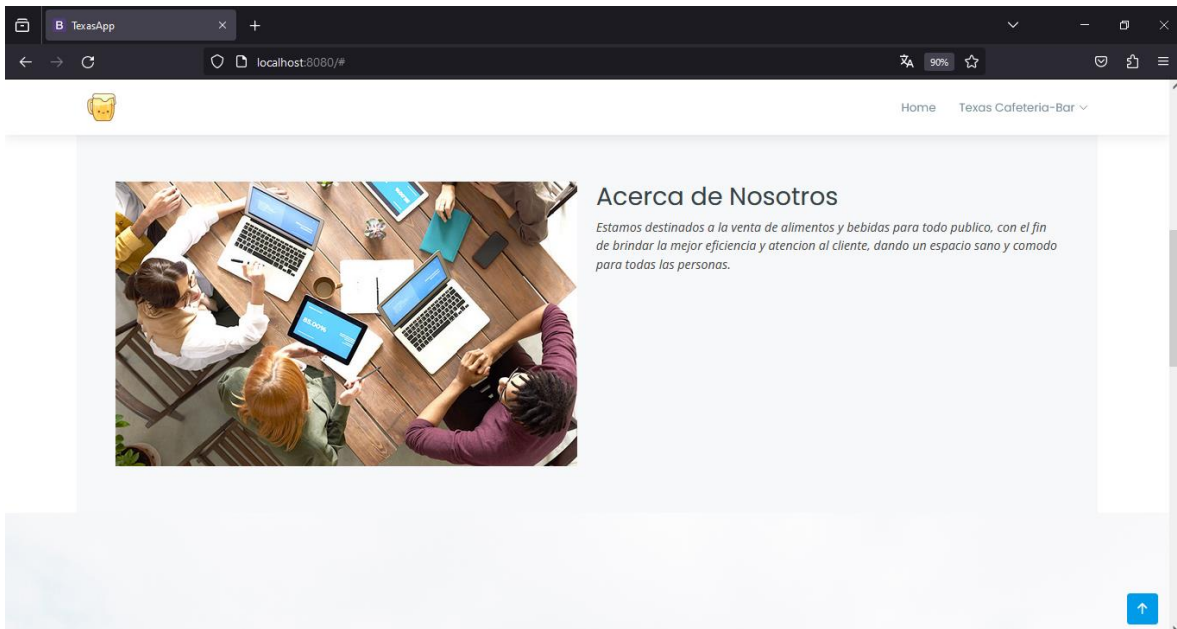 B TexasApp
localhost:8080/#
90%
Home Texas Cafeteria-Bar
Acerca de Nosotros
Estamos destinados a la venta de alimentos y bebidas para todo publico, con el fin
de brindar la mejor eficiencia y atencion al cliente, dando un espacio sano y comodo
para todas las personas.
85.00%